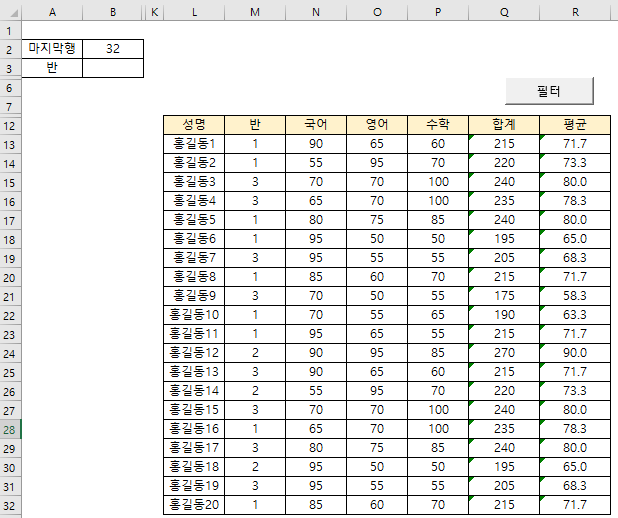 A B K L M N O P Q R
1
2 마지막행 32
3 반
6 필터
7
12 성명 반 국어 영어 수학 합계 평균
13 홍길동1 1 90 65 60 215 71.7
14 홍길동2 1 55 95 70 220 73.3
15 홍길동3 3 70 70 100 240 80.0
16 홍길동4 3 65 70 100 235 78.3
17 홍길동5 1 80 75 85 240 80.0
18 홍길동6 1 95 50 50 195 65.0
19 홍길동7 3 95 55 55 205 68.3
20 홍길동8 1 85 60 70 215 71.7
21 홍길동9 3 70 50 55 175 58.3
22 홍길동10 1 70 55 65 190 63.3
23 홍길동11 1 95 65 55 215 71.7
24 홍길동12 2 90 95 85 270 90.0
25 홍길동13 3 90 65 60 215 71.7
26 홍길동14 2 55 95 70 220 73.3
27 홍길동15 3 70 70 100 240 80.0
28 홍길동16 1 65 70 100 235 78.3
29 홍길동17 3 80 75 85 240 80.0
30 홍길동18 2 95 50 50 195 65.0
31 홍길동19 3 95 55 55 205 68.3
32 홍길동20 1 85 60 70 215 71.7